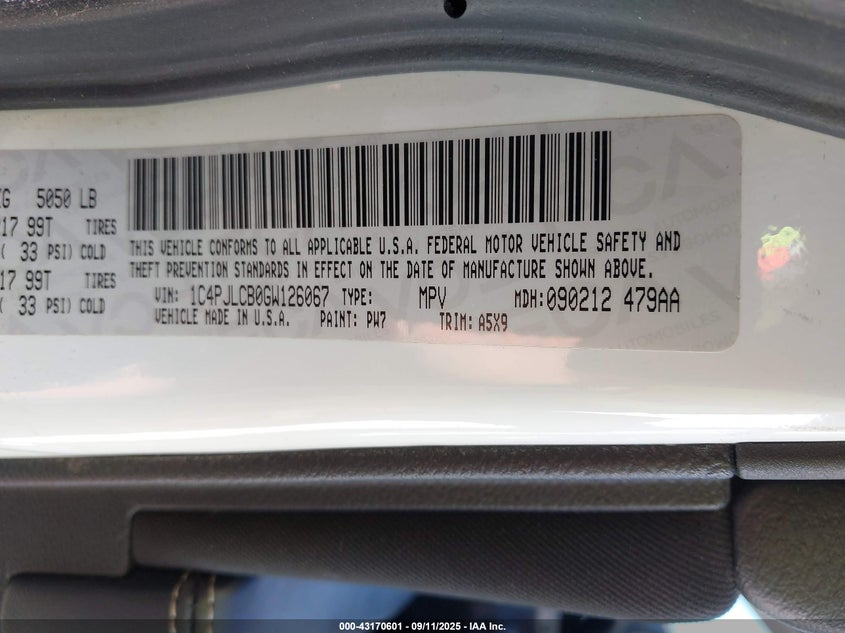 KG 5050 LB
17 99T TIRES
( 33 PSI) COLD
17 99T TIRES
( 33 PSI) COLD
THIS VEHICLE CONFORMS TO ALL APPLICABLE U.S.A. FEDERAL MOTOR VEHICLE SAFETY AND
THEFT PREVENTION STANDARDS IN EFFECT ON THE DATE OF MANUFACTURE SHOWN ABOVE.
VIN: 1C4PJLCB0GW126067 TYPE: MPV MDH: 090212 479AA
VEHICLE MADE IN U.S.A. PAINT: PW7 TRIM: A5X9
000-43170601 - 09/11/2025 - IAA Inc.